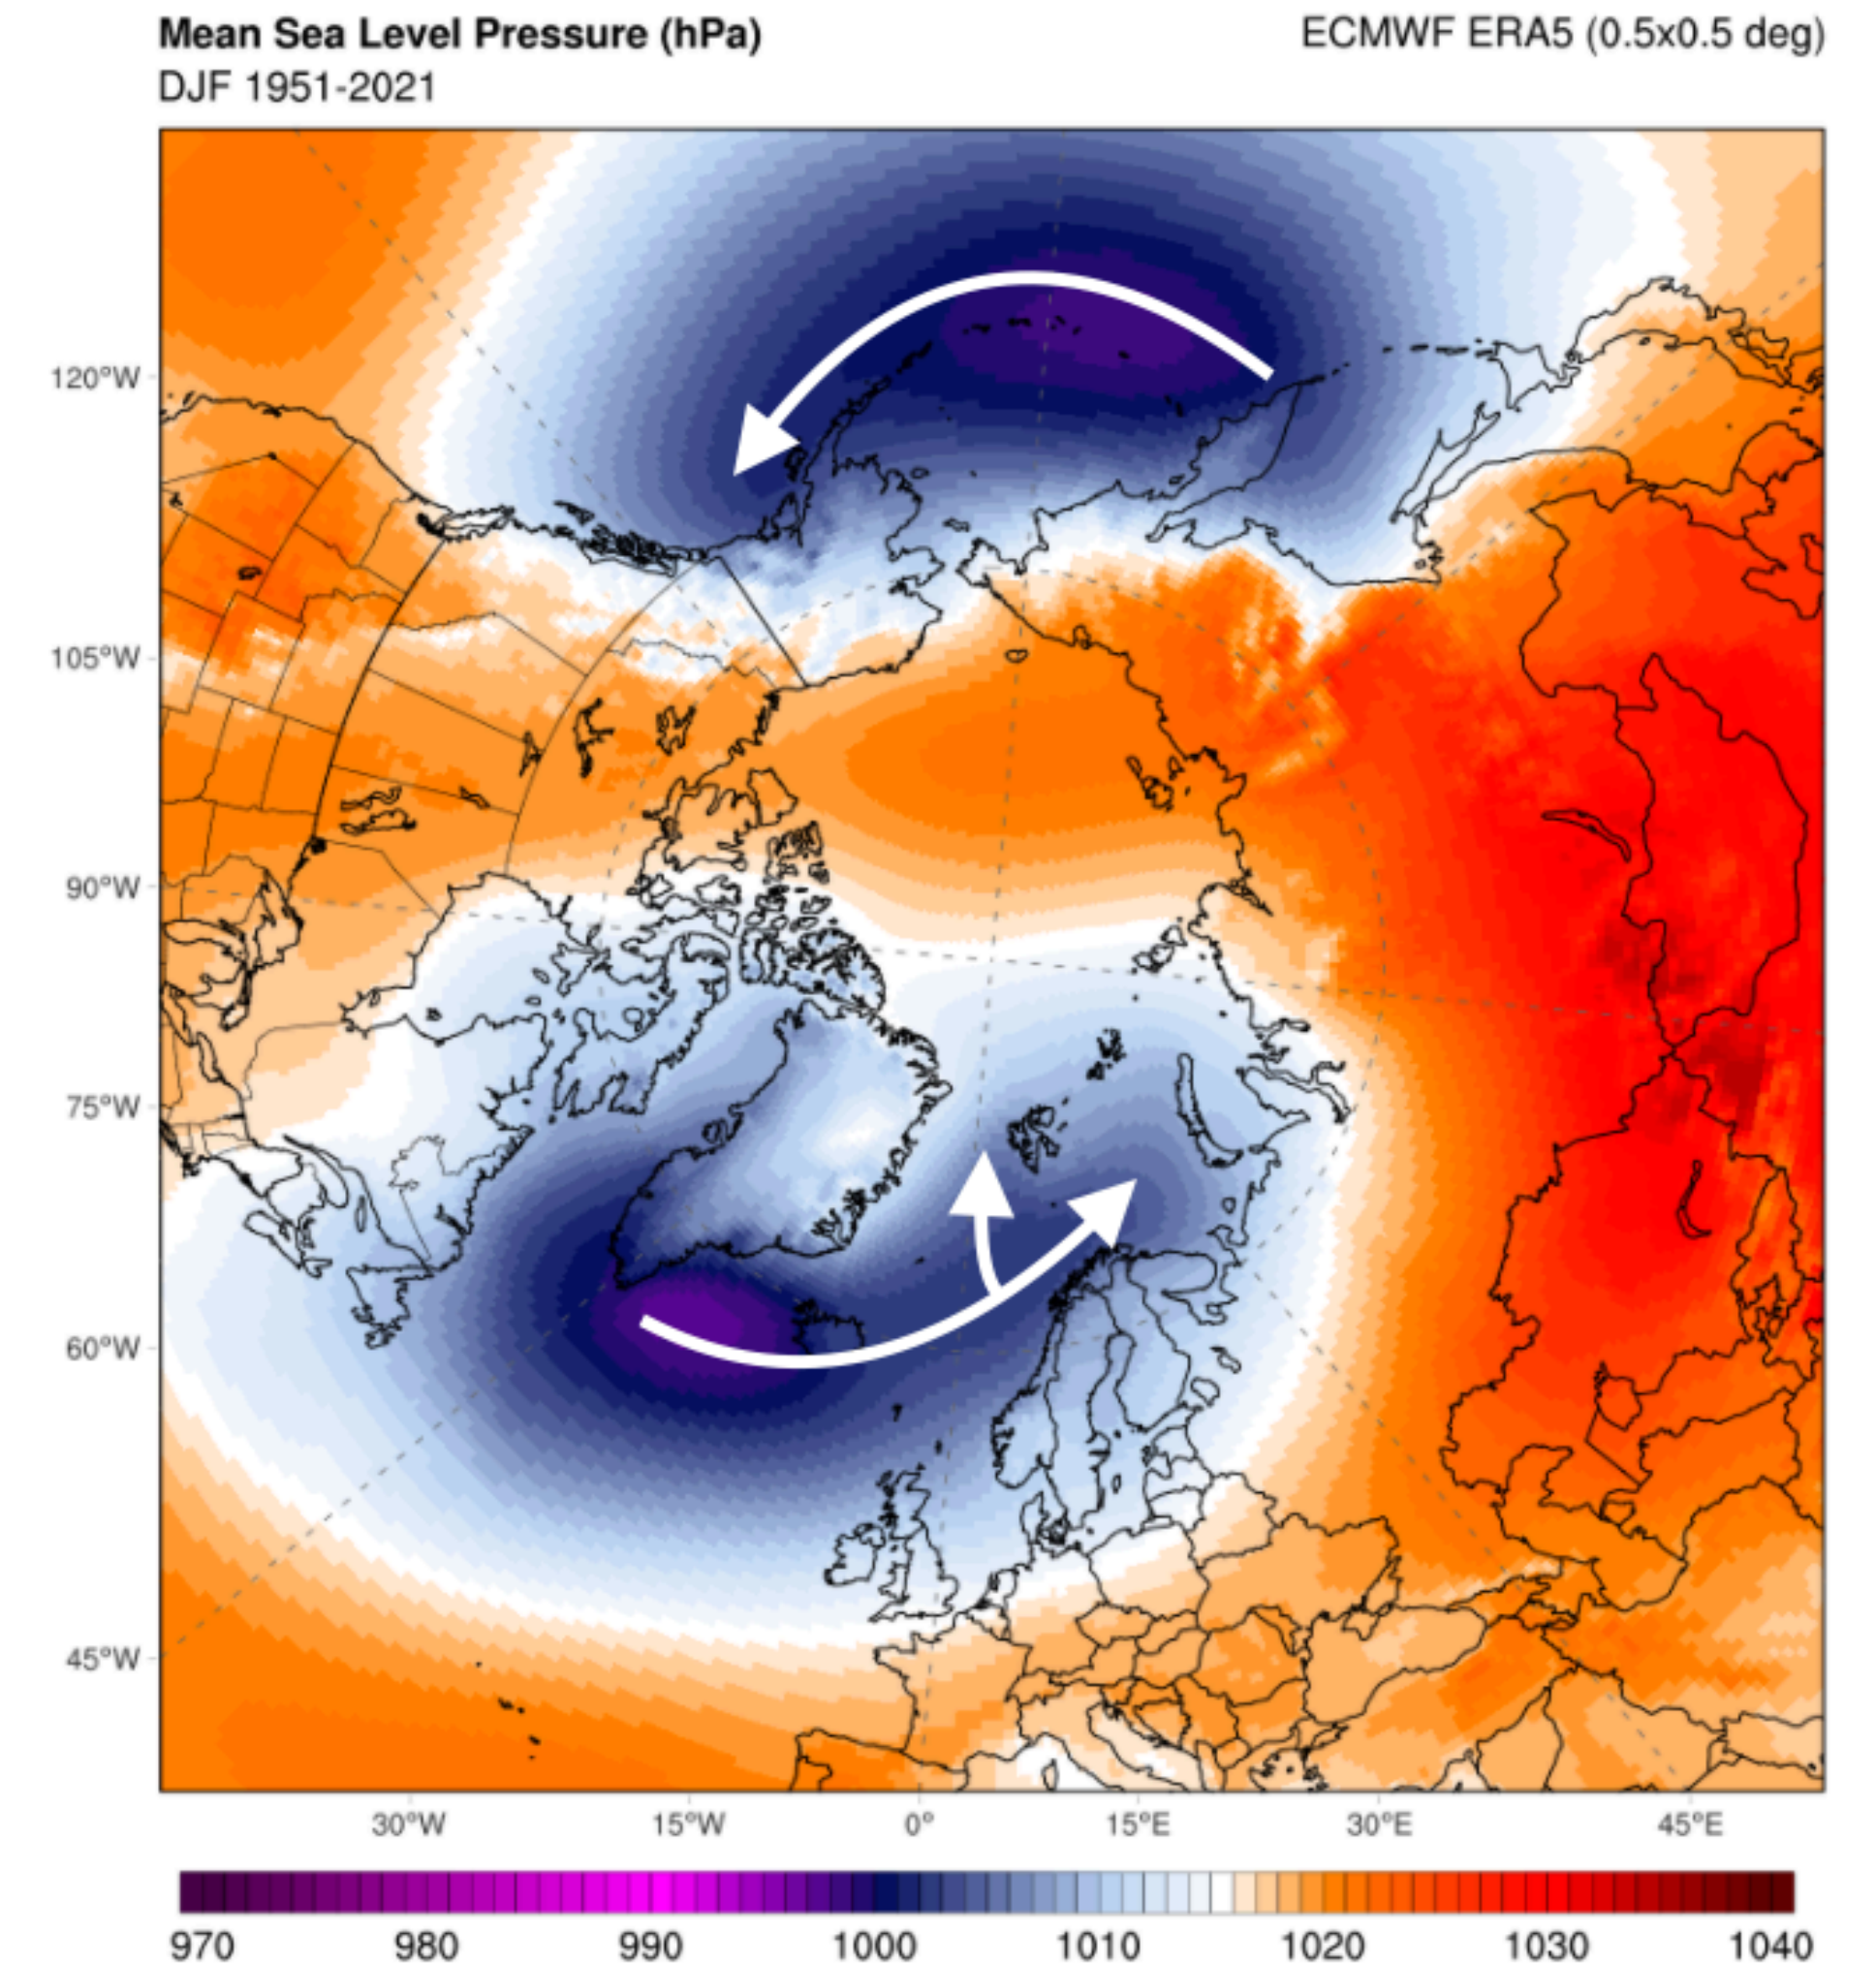 Mean Sea Level Pressure (hPa) ECMWF ERA5 (0.5x0.5 deg)
DJF 1951-2021
120°W
105°W
90°W
75°W
60°W
45°W
30°W 15°W 0° 15°E 30°E 45°E
970 980 990 1000 1010 1020 1030 1040